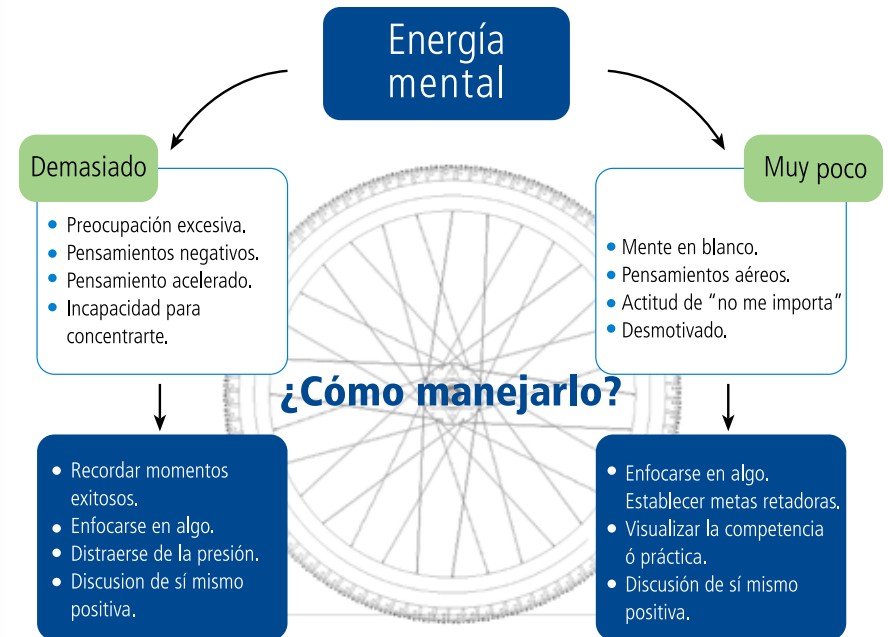 Energía
mental
Demasiado
• Preocupación excesiva.
• Pensamientos negativos.
• Pensamiento acelerado.
• Incapacidad para
concentrarte.
Muy poco
• Mente en blanco.
• Pensamientos aéreos.
• Actitud de “no me importa”
• Desmotivado.
¿Cómo manejarlo?
• Recordar momentos
exitosos.
• Enfocarse en algo.
• Distraerse de la presión.
• Discusion de sí mismo
positiva.
• Enfocarse en algo.
Establecer metas retadoras.
• Visualizar la competencia
ó práctica.
• Discusión de sí mismo
positiva.